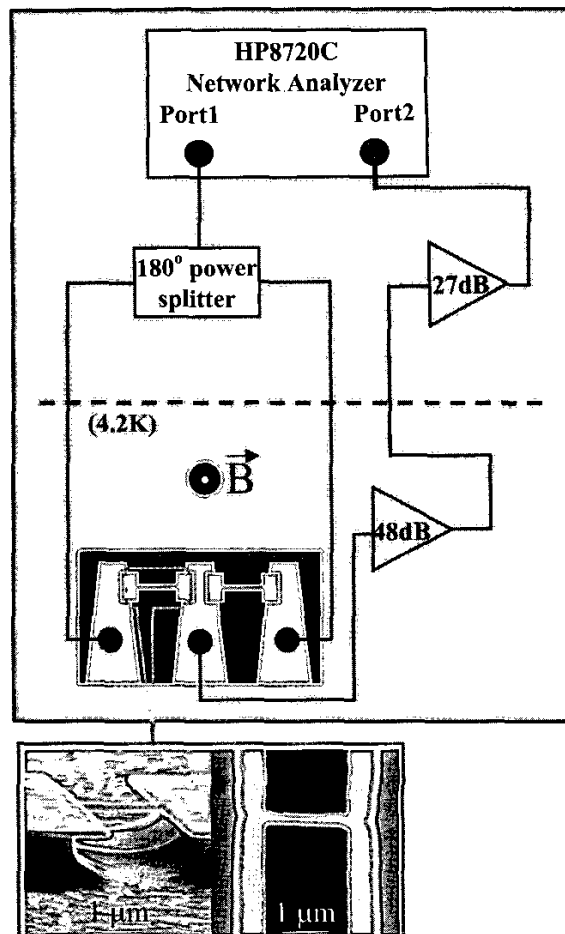 HP8720C
Network Analyzer
Port1 Port2
180° power
splitter
27dB
(4.2K)
B
48dB
1 μm
1 μm